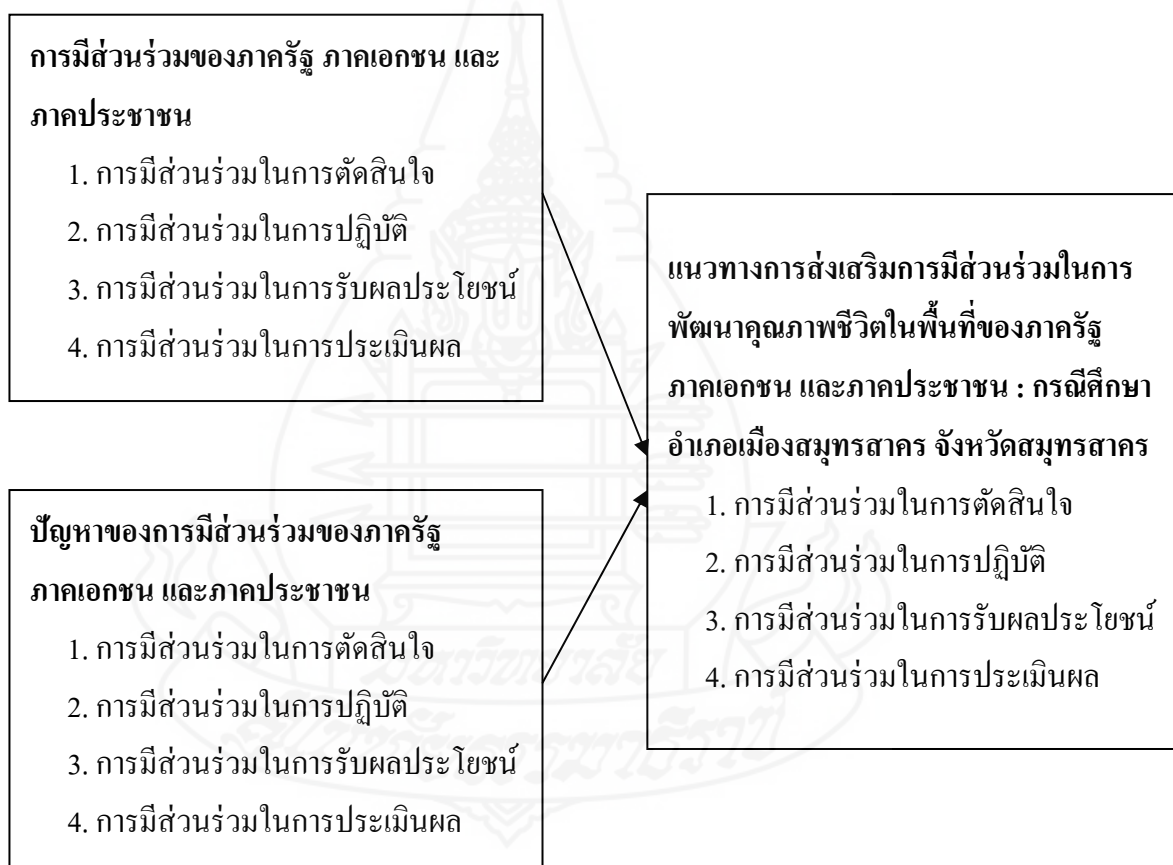 การมีส่วนร่วมของภาครัฐ ภาคเอกชน และ
ภาคประชาชน
1. การมีส่วนร่วมในการตัดสินใจ
2. การมีส่วนร่วมในการปฏิบัติ
3. การมีส่วนร่วมในการรับผลประโยชน์
4. การมีส่วนร่วมในการประเมินผล
ปัญหาของการมีส่วนร่วมของภาครัฐ
ภาคเอกชน และภาคประชาชน
1. การมีส่วนร่วมในการตัดสินใจ
2. การมีส่วนร่วมในการปฏิบัติ
3. การมีส่วนร่วมในการรับผลประโยชน์
4. การมีส่วนร่วมในการประเมินผล
แนวทางการส่งเสริมการมีส่วนร่วมในการ
พัฒนาคุณภาพชีวิตในพื้นที่ของภาครัฐ
ภาคเอกชน และภาคประชาชน : กรณีศึกษา
อำเภอเมืองสมุทรสาคร จังหวัดสมุทรสาคร
1. การมีส่วนร่วมในการตัดสินใจ
2. การมีส่วนร่วมในการปฏิบัติ
3. การมีส่วนร่วมในการรับผลประโยชน์
4. การมีส่วนร่วมในการประเมินผล
มหาวิทยาลัย
สุโขทัยธรรมาธิราช